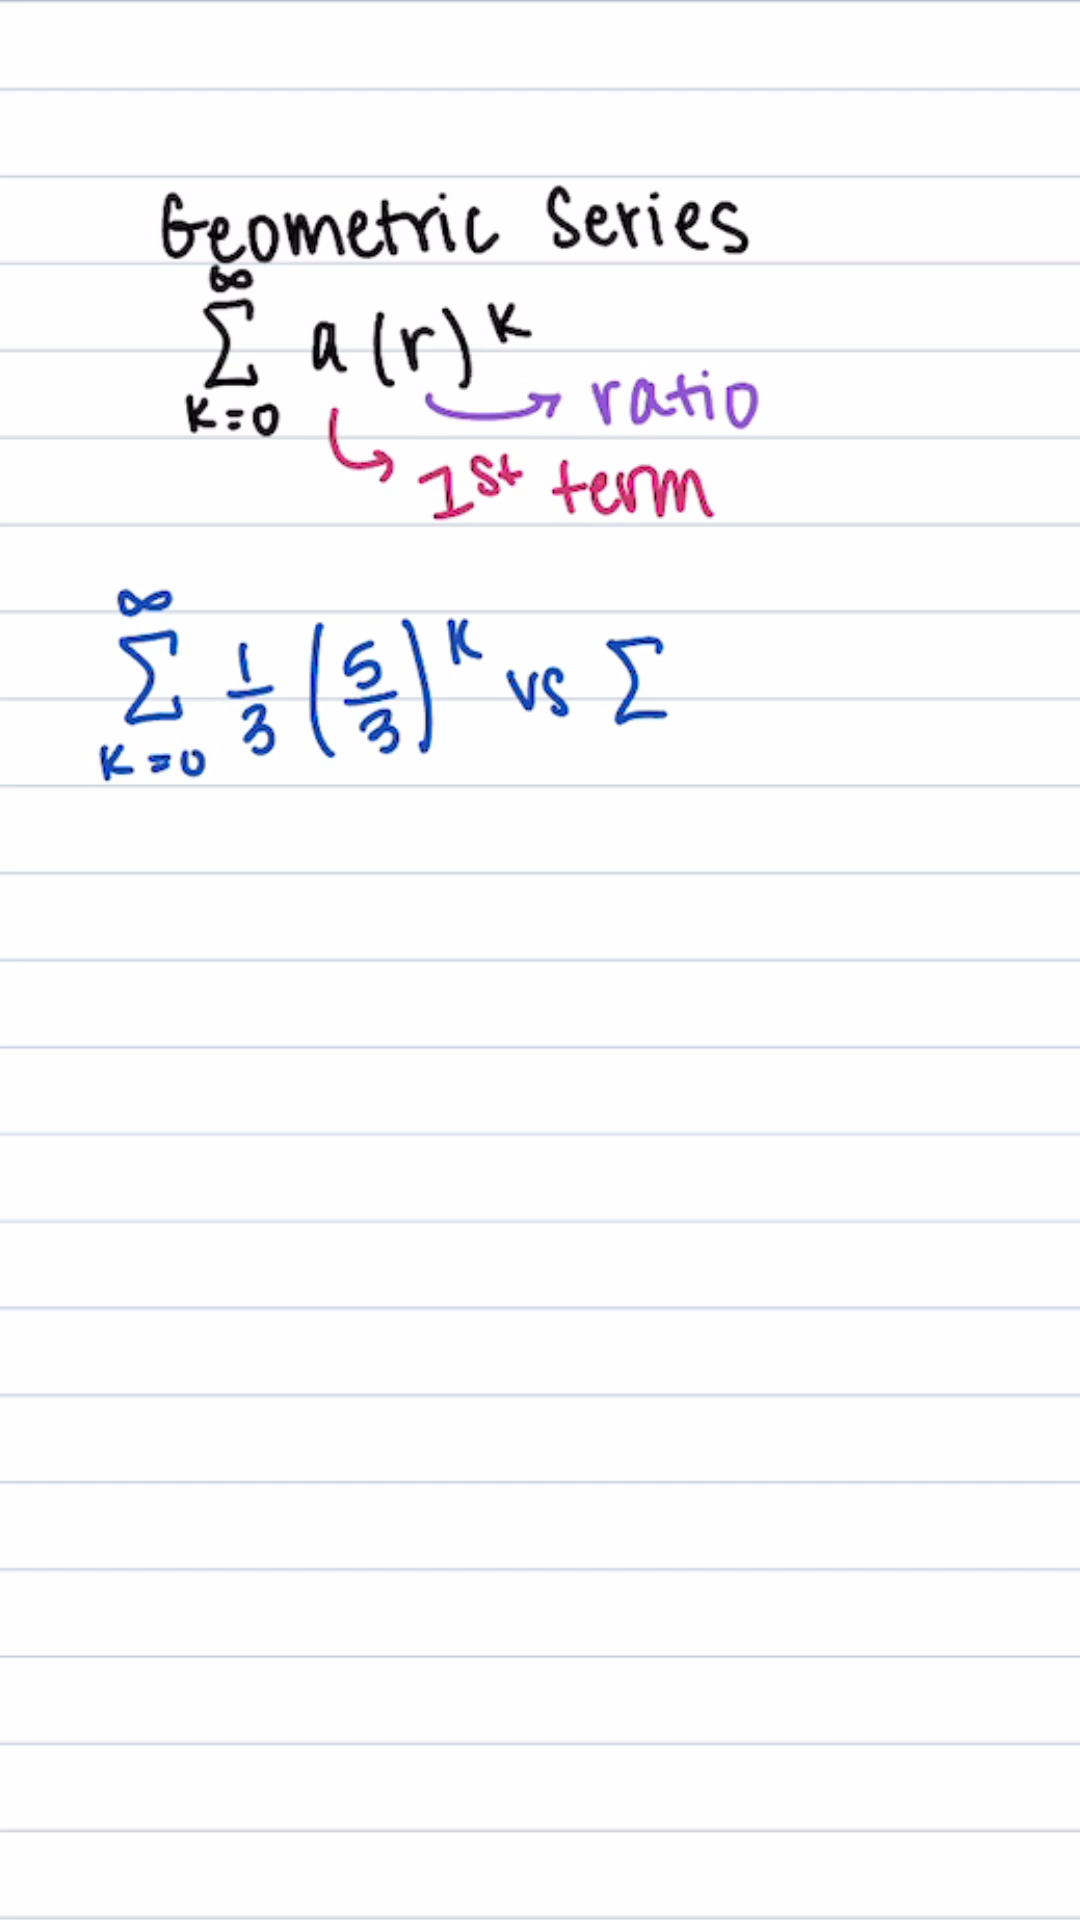 Geometric Series
∞
Σ a(r)^k
k=0
ratio
1st term
∞
Σ 1/3 (5/3)^k vs Σ
k=0